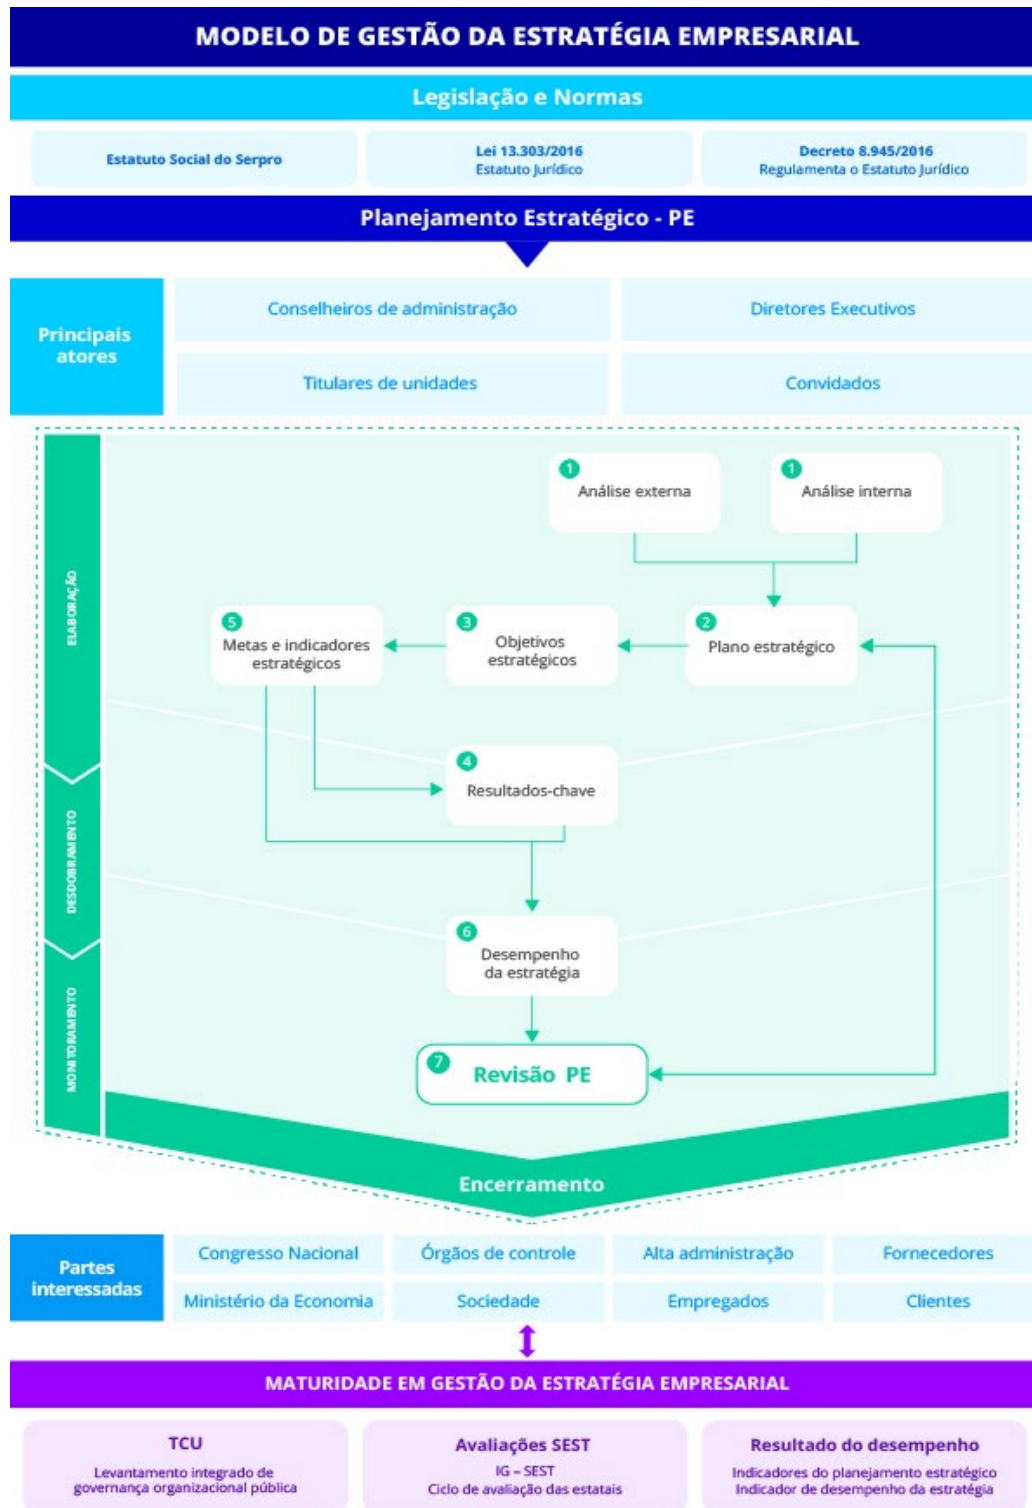 MODELO DE GESTÃO DA ESTRATÉGIA EMPRESARIAL
Legislação e Normas
Estatuto Social do Serpro
Lei 13.303/2016
Estatuto Jurídico
Decreto 8.945/2016
Regulamenta o Estatuto Jurídico
Planejamento Estratégico - PE
Principais
atores
Conselheiros de administração
Diretores Executivos
Titulares de unidades
Convidados
ELABORAÇÃO
1
Análise externa
1
Análise interna
5
Metas e indicadores
estratégicos
3
Objetivos
estratégicos
2
Plano estratégico
DESDOBRAMENTO
4
Resultados-chave
MONITORAMENTO
6
Desempenho
da estratégia
7
Revisão PE
Encerramento
Partes
interessadas
Congresso Nacional
Órgãos de controle
Alta administração
Fornecedores
Ministério da Economia
Sociedade
Empregados
Clientes
MATURIDADE EM GESTÃO DA ESTRATÉGIA EMPRESARIAL
TCU
Levantamento integrado de
governança organizacional pública
Avaliações SEST
IG – SEST
Ciclo de avaliação das estatais
Resultado do desempenho
Indicadores do planejamento estratégico
Indicador de desempenho da estratégia